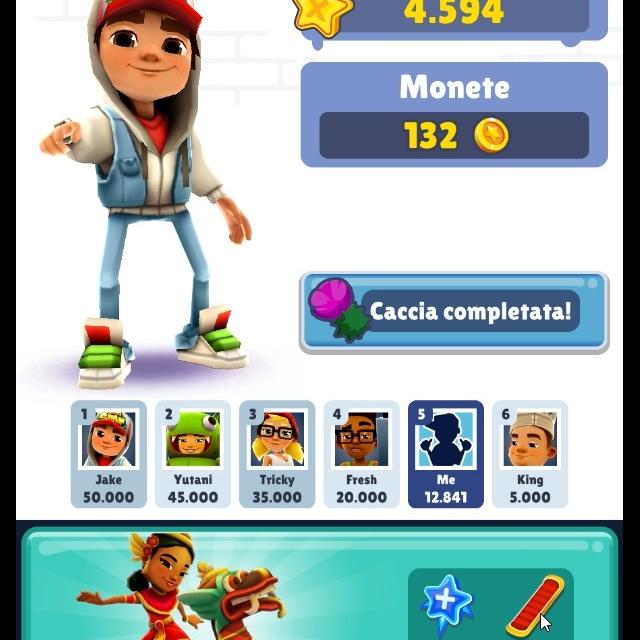 4.594
Monete
132
Caccia completata!
1
2
3
4
5
6
Jake
Yutani
Tricky
Fresh
Me
King
50.000
45.000
35.000
20.000
12.841
5.000